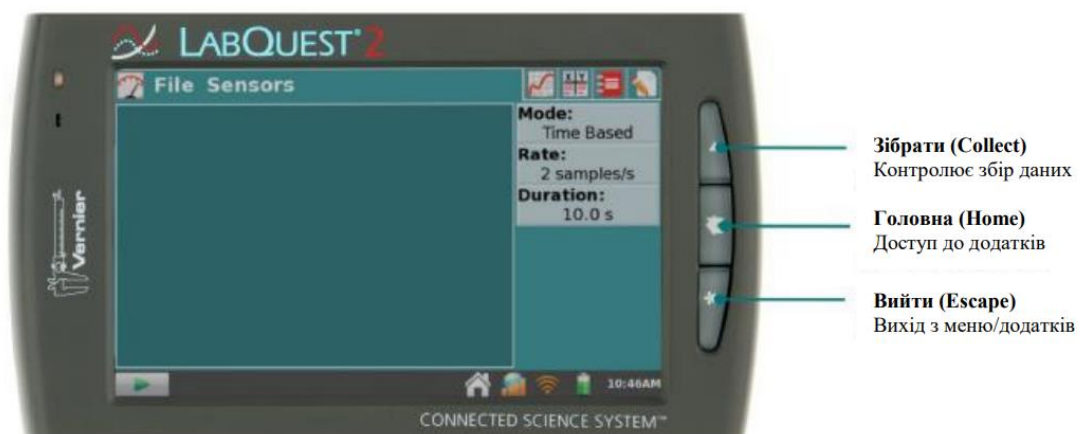 LABQUEST® 2
File Sensors
Mode:
Time Based
Rate:
2 samples/s
Duration:
10.0 s
Vernier
10:46AM
CONNECTED SCIENCE SYSTEM™
Зібрати (Collect)
Контролює збір даних
Головна (Home)
Доступ до додатків
Вийти (Escape)
Вихід з меню/додатків